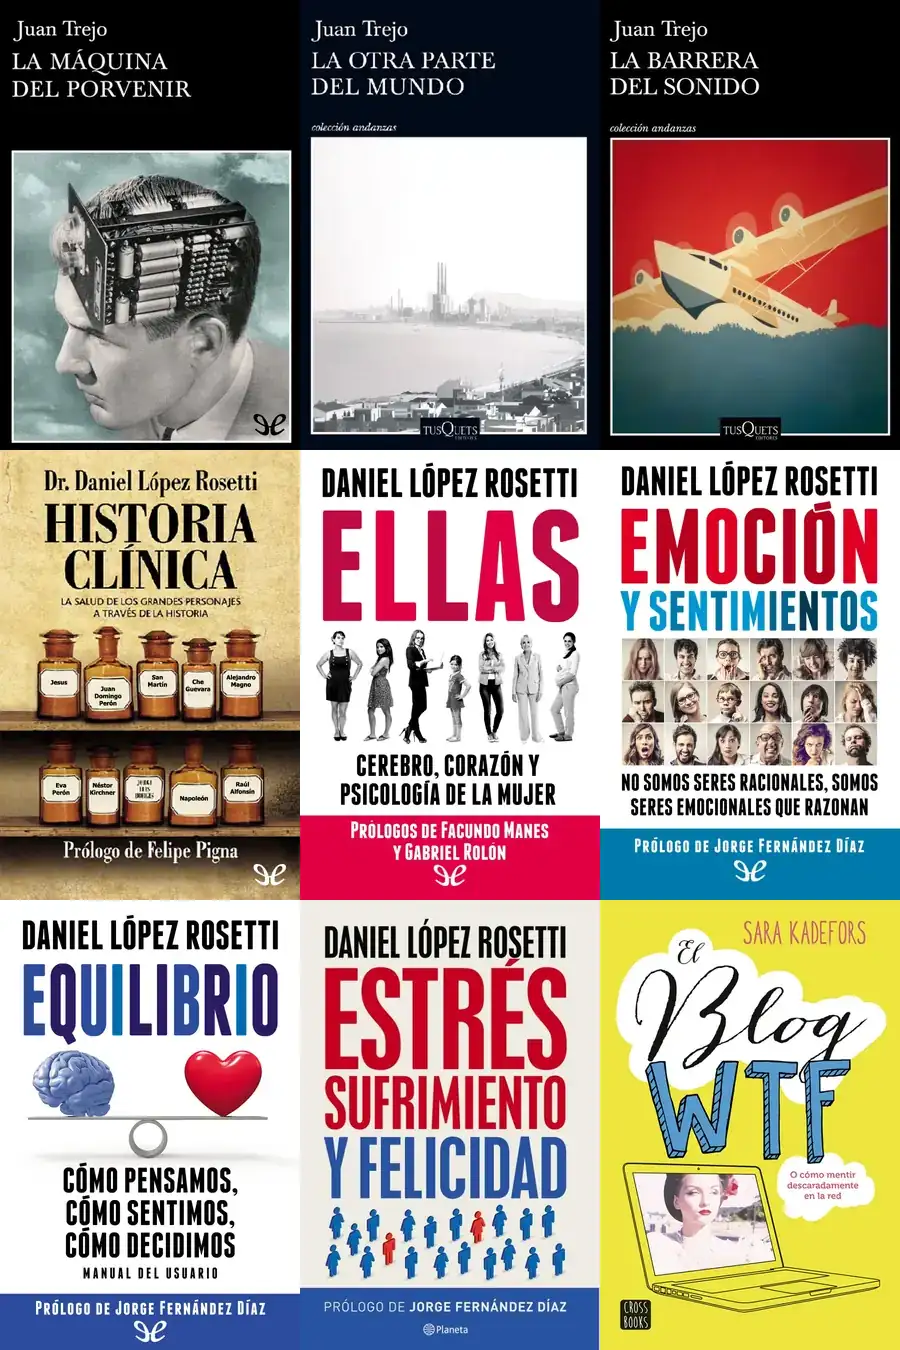 Juan Trejo
LA MÁQUINA
DEL PORVENIR
Juan Trejo
LA OTRA PARTE
DEL MUNDO
colección andanzas
TUSQUETS
EDITORES
Juan Trejo
LA BARRERA
DEL SONIDO
colección andanzas
TUSQUETS
EDITORES
Dr. Daniel López Rosetti
HISTORIA
CLÍNICA
LA SALUD DE LOS GRANDES PERSONAJES
A TRAVÉS DE LA HISTORIA
Jesus
Juan
Domingo
Perón
San
Martín
Che
Guevara
Alejandro
Magno
Eva
Perón
Néstor
Kirchner
JORGE
LUIS
BORGES
Napoleón
Raúl
Alfonsín
Prólogo de Felipe Pigna
DANIEL LÓPEZ ROSETTI
ELLAS
CEREBRO, CORAZÓN Y
PSICOLOGÍA DE LA MUJER
PRÓLOGOS DE FACUNDO MANES
Y GABRIEL ROLÓN
DANIEL LÓPEZ ROSETTI
EMOCIÓN
Y SENTIMIENTOS
NO SOMOS SERES RACIONALES, SOMOS
SERES EMOCIONALES QUE RAZONAN
PRÓLOGO DE JORGE FERNÁNDEZ DÍAZ
DANIEL LÓPEZ ROSETTI
EQUILIBRIO
CÓMO PENSAMOS,
CÓMO SENTIMOS,
CÓMO DECIDIMOS
MANUAL DEL USUARIO
PRÓLOGO DE JORGE FERNÁNDEZ DÍAZ
DANIEL LÓPEZ ROSETTI
ESTRÉS
SUFRIMIENTO
Y FELICIDAD
PRÓLOGO DE JORGE FERNÁNDEZ DÍAZ
Planeta
SARA KADEFORS
El
Blog
WTF
O cómo mentir
descaradamente
en la red
CROSS
BOOKS